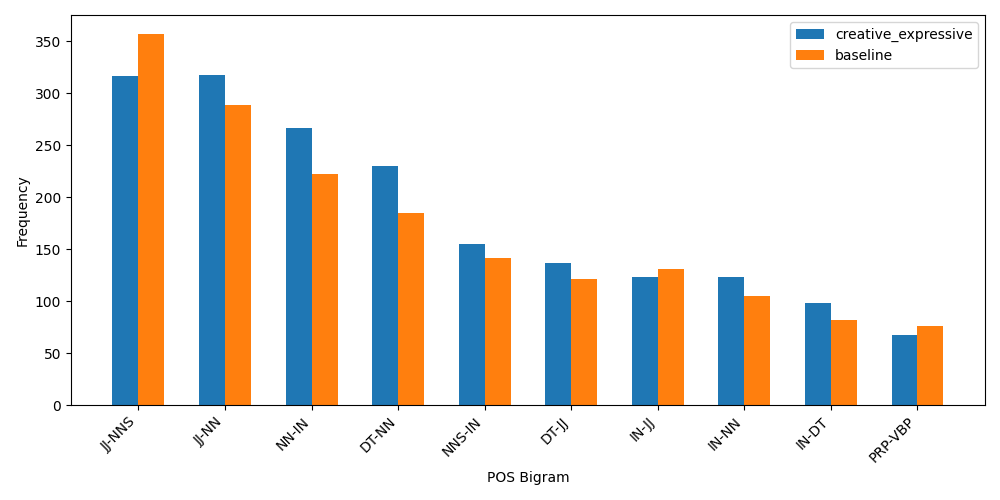 creative_expressive
baseline
Frequency
350
300
250
200
150
100
50
0
JJ-NNS
JJ-NN
NN-IN
DT-NN
NNS-IN
DT-JJ
IN-JJ
IN-NN
IN-DT
PRP-VBP
POS Bigram